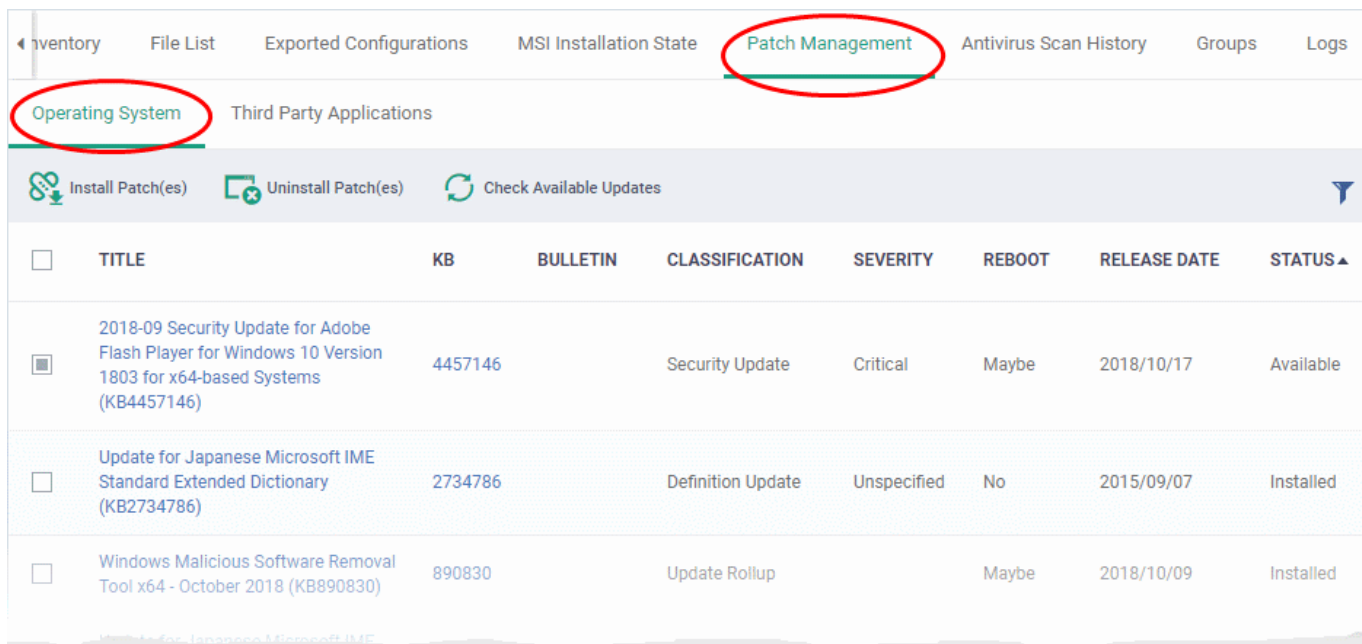 nventory File List Exported Configurations MSI Installation State Patch Management Antivirus Scan History Groups Logs
Operating System Third Party Applications
Install Patch(es) Uninstall Patch(es) Check Available Updates
TITLE KB BULLETIN CLASSIFICATION SEVERITY REBOOT RELEASE DATE STATUS
2018-09 Security Update for Adobe
Flash Player for Windows 10 Version
1803 for x64-based Systems
(KB4457146)
4457146 Security Update Critical Maybe 2018/10/17 Available
Update for Japanese Microsoft IME
Standard Extended Dictionary
(KB2734786)
2734786 Definition Update Unspecified No 2015/09/07 Installed
Windows Malicious Software Removal
Tool x64 - October 2018 (KB890830)
890830 Update Rollup Maybe 2018/10/09 Installed
for Japanese Microsoft IME